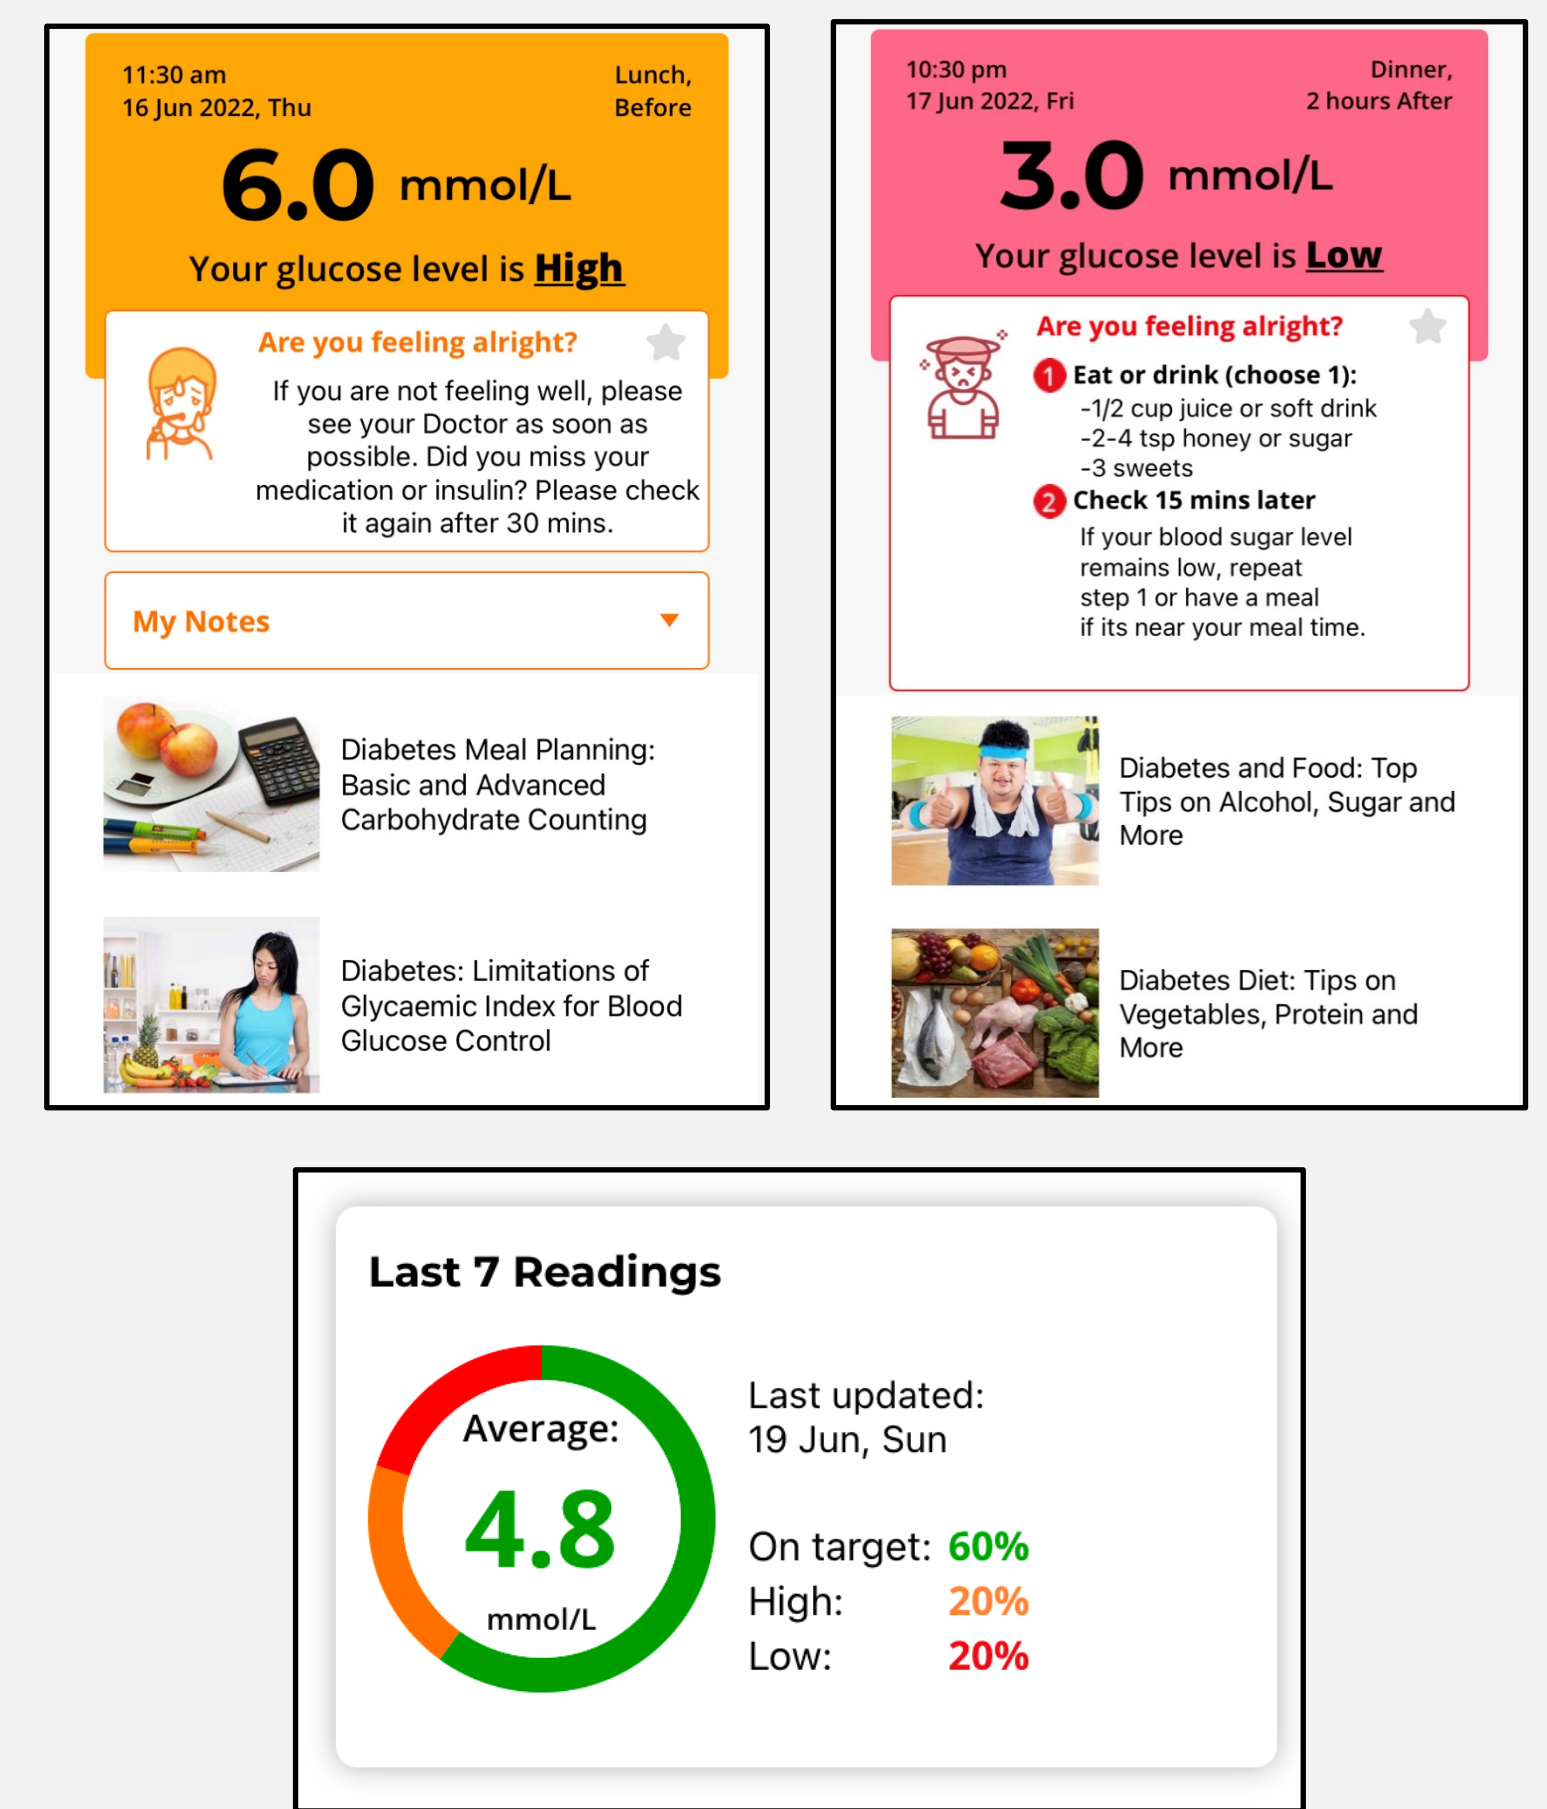 11:30 am
16 Jun 2022, Thu
Lunch,
Before
6.0 mmol/L
Your glucose level is High
Are you feeling alright?
If you are not feeling well, please
see your Doctor as soon as
possible. Did you miss your
medication or insulin? Please check
it again after 30 mins.
My Notes
Diabetes Meal Planning:
Basic and Advanced
Carbohydrate Counting
Diabetes: Limitations of
Glycaemic Index for Blood
Glucose Control
10:30 pm
17 Jun 2022, Fri
Dinner,
2 hours After
3.0 mmol/L
Your glucose level is Low
Are you feeling alright?
1 Eat or drink (choose 1):
-1/2 cup juice or soft drink
-2-4 tsp honey or sugar
-3 sweets
2 Check 15 mins later
If your blood sugar level
remains low, repeat
step 1 or have a meal
if its near your meal time.
Diabetes and Food: Top
Tips on Alcohol, Sugar and
More
Diabetes Diet: Tips on
Vegetables, Protein and
More
Last 7 Readings
Average:
4.8
mmol/L
Last updated:
19 Jun, Sun
On target: 60%
High: 20%
Low: 20%